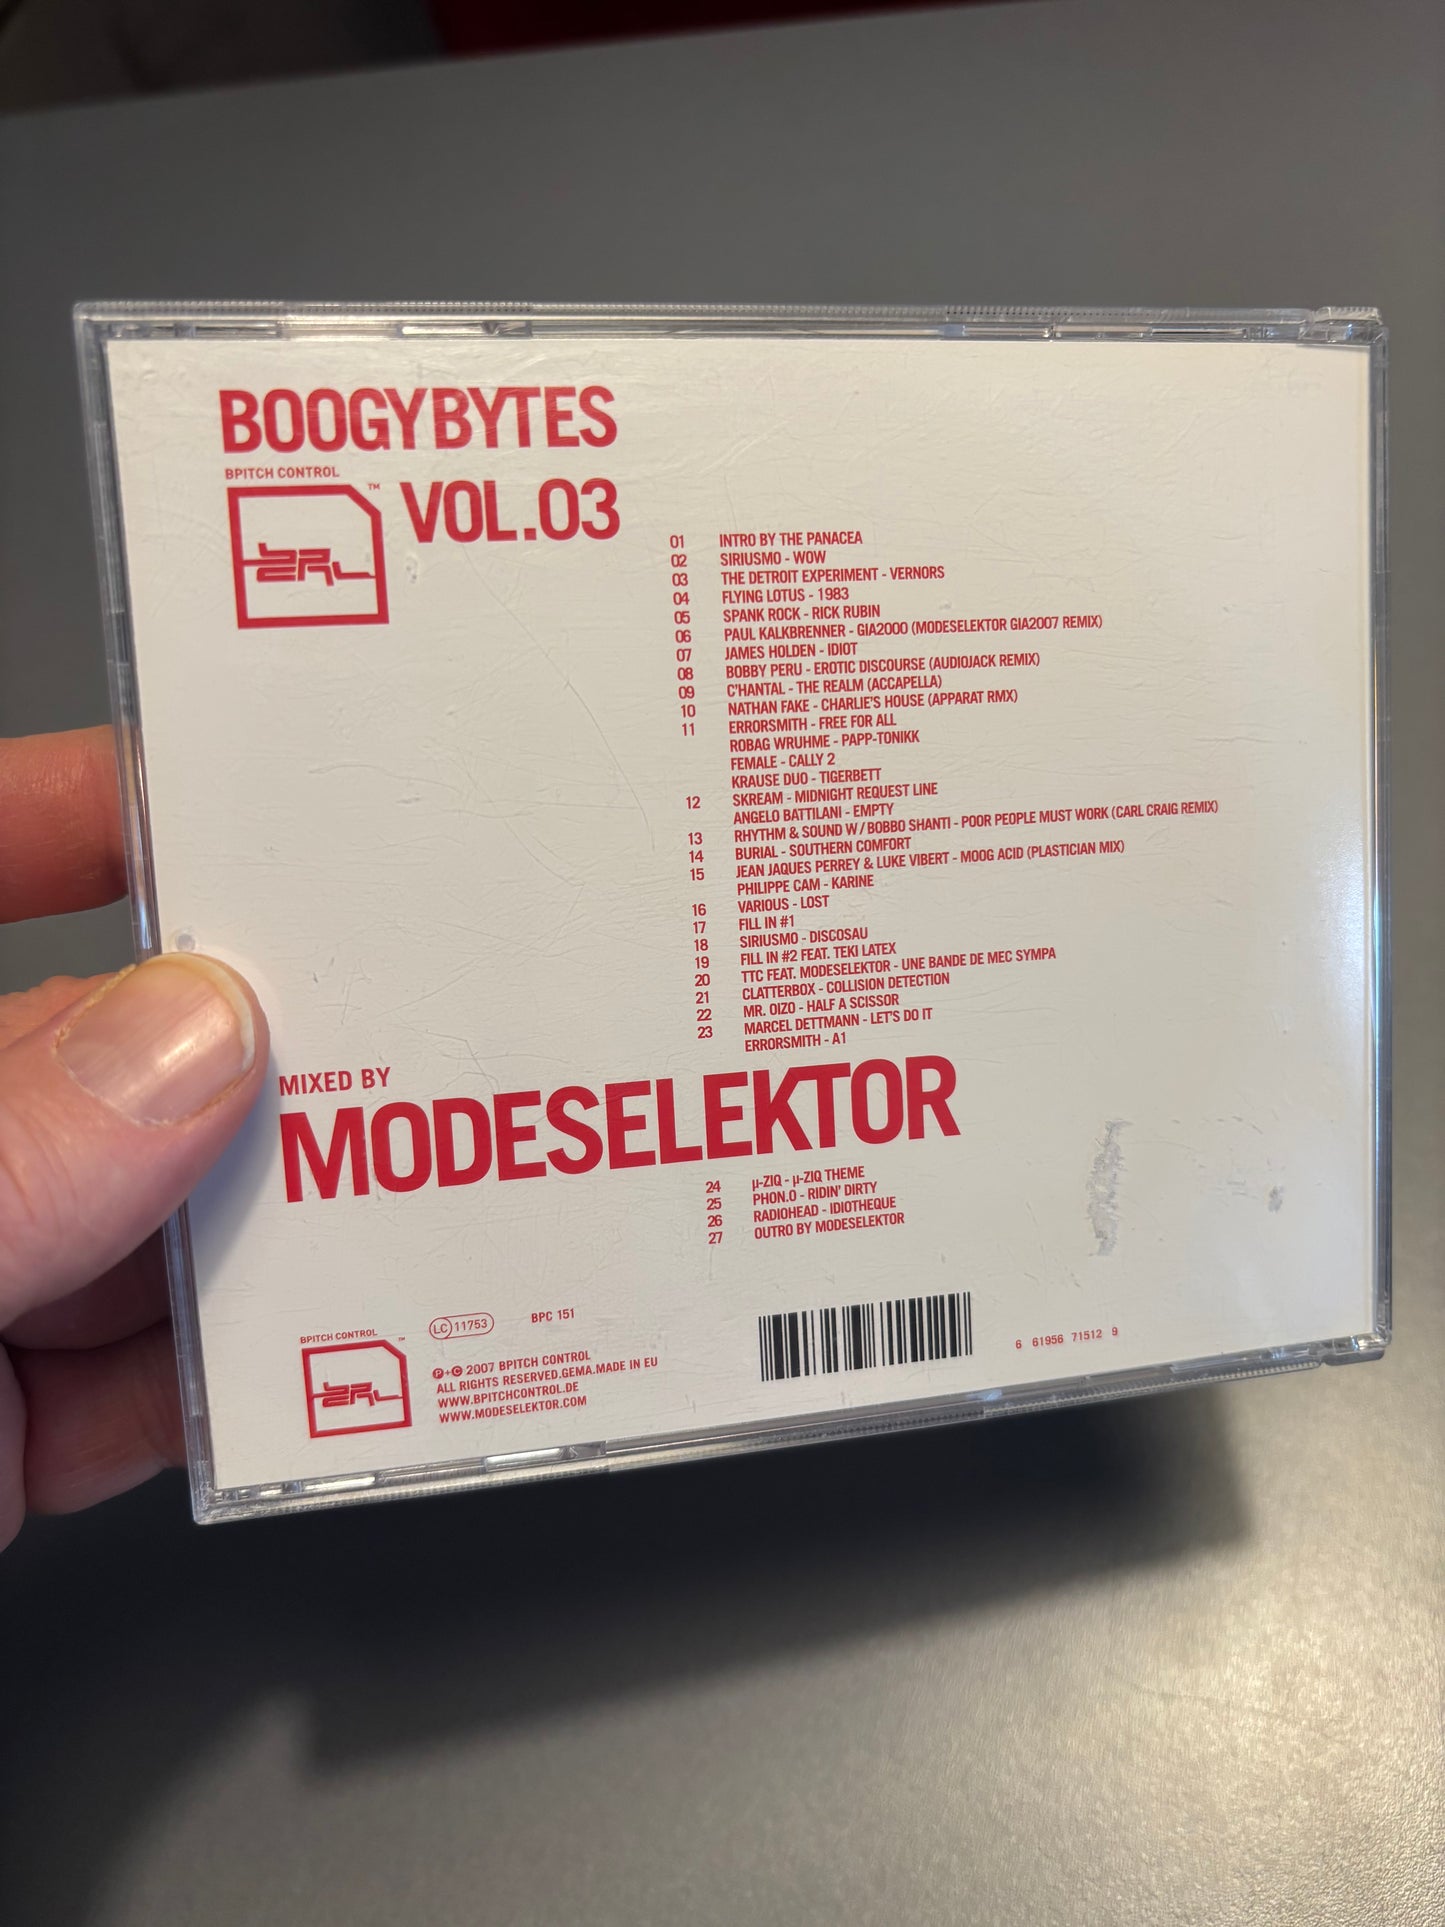 BOOGYBYTES
BPITCH CONTROL
™
VOL.03
01 INTRO BY THE PANACEA
02 SIRIUSMO - WOW
03 THE DETROIT EXPERIMENT - VERNORS
04 FLYING LOTUS - 1983
05 SPANK ROCK - RICK RUBIN
06 PAUL KALKBRENNER - GIA2000 (MODESELEKTOR GIA2007 REMIX)
07 JAMES HOLDEN - IDIOT
08 BOBBY PERU - EROTIC DISCOURSE (AUDIOJACK REMIX)
09 C'HANTAL - THE REALM (ACCAPELLA)
10 NATHAN FAKE - CHARLIE'S HOUSE (APPARAT RMX)
11 ERRORSMITH - FREE FOR ALL
ROBAG WRUHME - PAPP-TONIKK
FEMALE - CALLY 2
KRAUSE DUO - TIGERBETT
12 SKREAM - MIDNIGHT REQUEST LINE
ANGELO BATTILANI - EMPTY
13 RHYTHM & SOUND W/BOBBO SHANTI - POOR PEOPLE MUST WORK (CARL CRAIG REMIX)
14 BURIAL - SOUTHERN COMFORT
15 JEAN JAQUES PERREY & LUKE VIBERT - MOOG ACID (PLASTICIAN MIX)
PHILIPPE CAM - KARINE
16 VARIOUS - LOST
17 FILL IN #1
18 SIRIUSMO - DISCOSAU
19 FILL IN #2 FEAT. TEKI LATEX
20 TTC FEAT. MODESELEKTOR - UNE BANDE DE MEC SYMPA
21 CLATTERBOX - COLLISION DETECTION
22 MR. OIZO - HALF A SCISSOR
23 MARCEL DETTMANN - LET'S DO IT
ERRORSMITH - A1
MIXED BY
MODESELEKTOR
24 µ-ZIQ - µ-ZIQ THEME
25 PHON.O - RIDIN' DIRTY
26 RADIOHEAD - IDIOTHEQUE
27 OUTRO BY MODESELEKTOR
BPITCH CONTROL
™
LC 11753
BPC 151
℗+© 2007 BPITCH CONTROL
ALL RIGHTS RESERVED.GEMA.MADE IN EU
WWW.BPITCHCONTROL.DE
WWW.MODESELEKTOR.COM
6 61956 71512 9